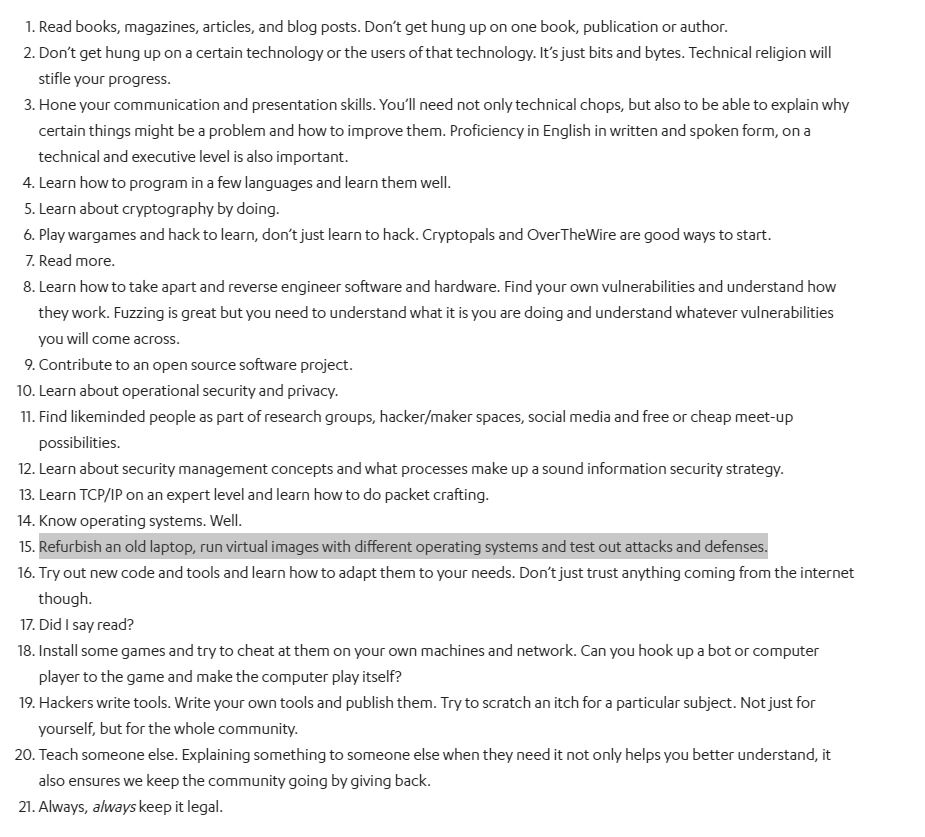 1. Read books, magazines, articles, and blog posts. Don't get hung up on one book, publication or author.
2. Don't get hung up on a certain technology or the users of that technology. It's just bits and bytes. Technical religion will
stifle your progress.
3. Hone your communication and presentation skills. You'll need not only technical chops, but also to be able to explain why
certain things might be a problem and how to improve them. Proficiency in English in written and spoken form, on a
technical and executive level is also important.
4. Learn how to program in a few languages and learn them well.
5. Learn about cryptography by doing.
6. Play wargames and hack to learn, don't just learn to hack. Cryptopals and OverTheWire are good ways to start.
7. Read more.
8. Learn how to take apart and reverse engineer software and hardware. Find your own vulnerabilities and understand how
they work. Fuzzing is great but you need to understand what it is you are doing and understand whatever vulnerabilities
you will come across.
9. Contribute to an open source software project.
10. Learn about operational security and privacy.
11. Find likeminded people as part of research groups, hacker/maker spaces, social media and free or cheap meet-up
possibilities.
12. Learn about security management concepts and what processes make up a sound information security strategy.
13. Learn TCP/IP on an expert level and learn how to do packet crafting.
14. Know operating systems. Well.
15. Refurbish an old laptop, run virtual images with different operating systems and test out attacks and defenses.
16. Try out new code and tools and learn how to adapt them to your needs. Don't just trust anything coming from the internet
though.
17. Did I say read?
18. Install some games and try to cheat at them on your own machines and network. Can you hook up a bot or computer
player to the game and make the computer play itself?
19. Hackers write tools. Write your own tools and publish them. Try to scratch an itch for a particular subject. Not just for
yourself, but for the whole community.
20. Teach someone else. Explaining something to someone else when they need it not only helps you better understand, it
also ensures we keep the community going by giving back.
21. Always, always keep it legal.